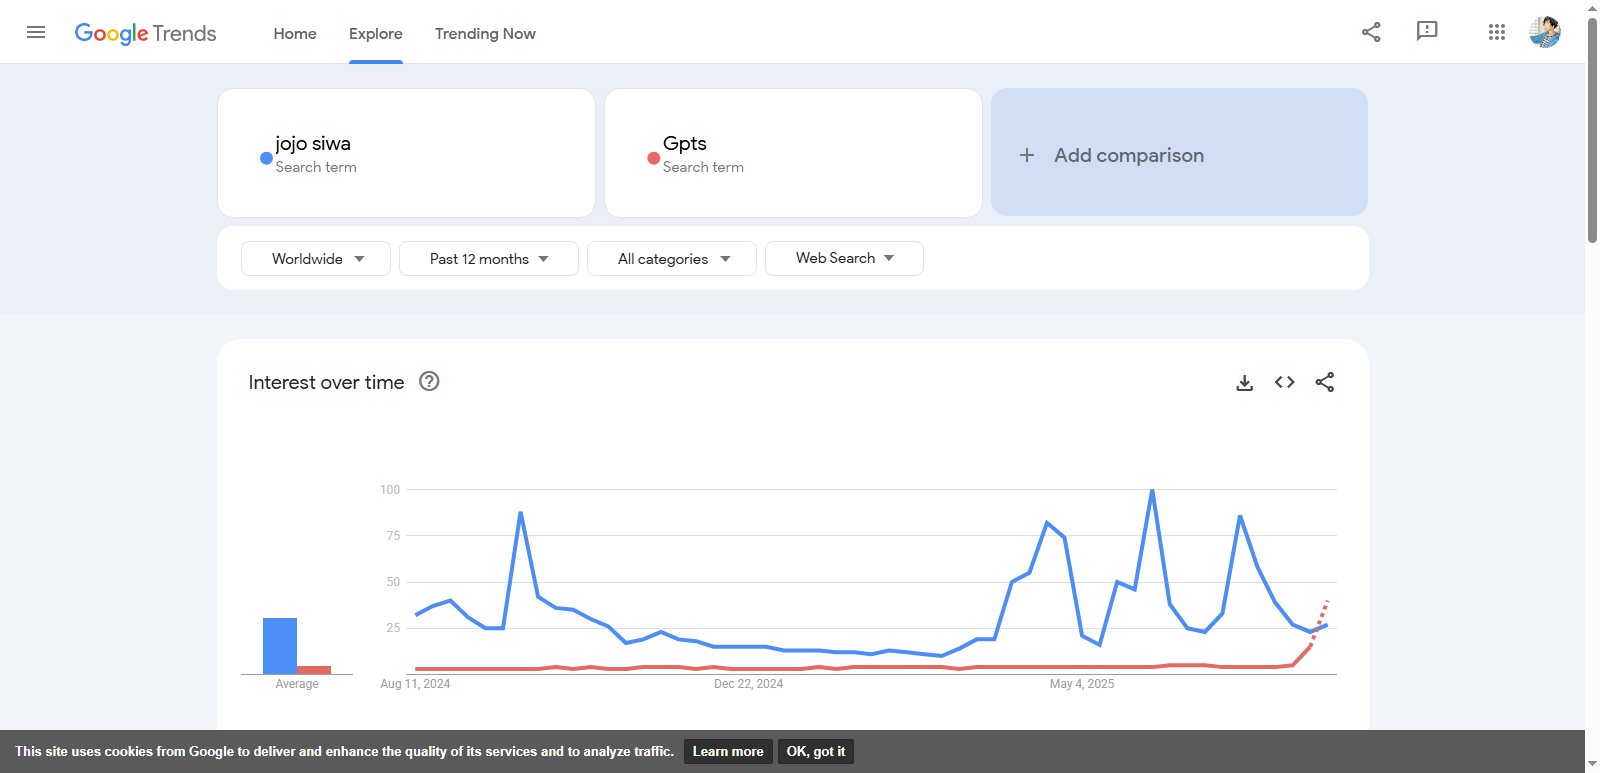 Google Trends
Home Explore Trending Now
jojo siwa
Search term
Gpts
Search term
+ Add comparison
Worldwide
Past 12 months
All categories
Web Search
Interest over time
100
75
50
25
Average
Aug 11, 2024
Dec 22, 2024
May 4, 2025
This site uses cookies from Google to deliver and enhance the quality of its services and to analyze traffic. Learn more OK, got it